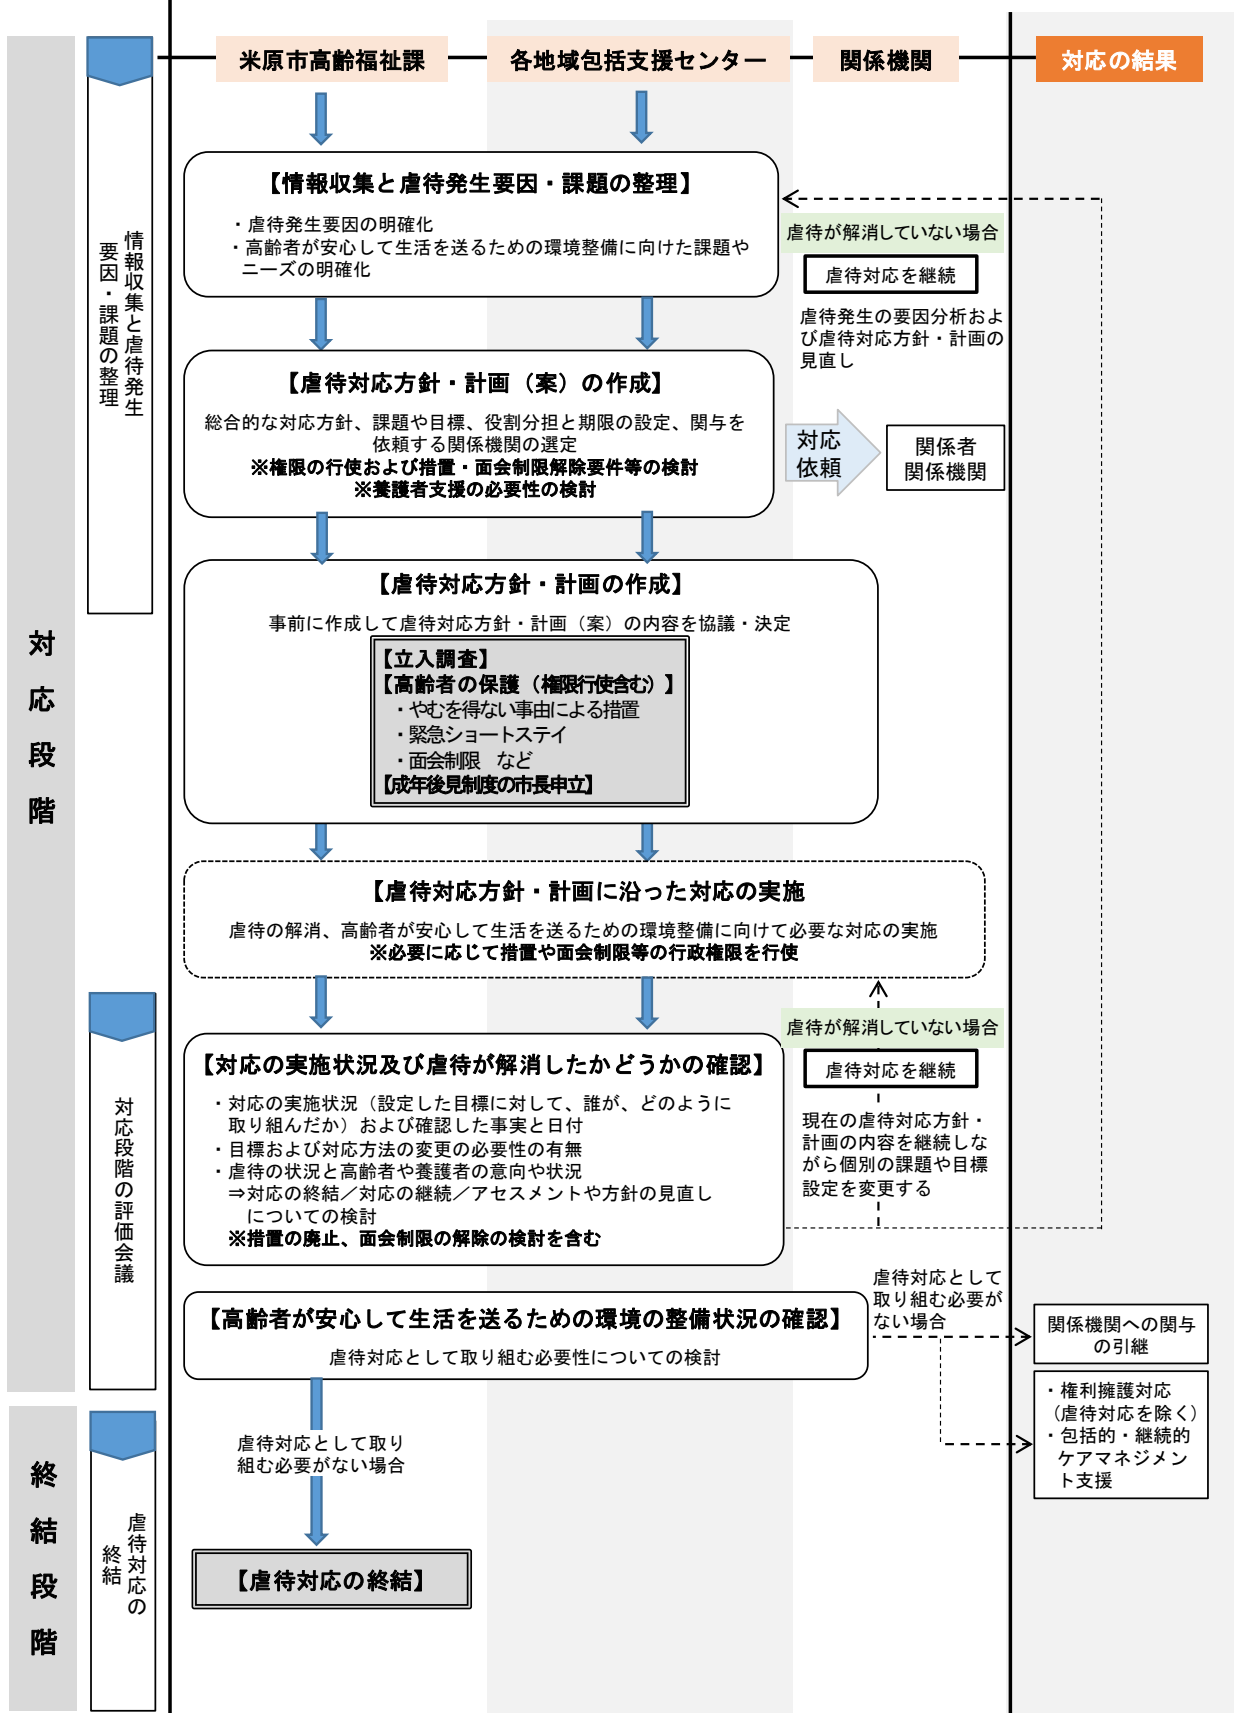 米原市高齢福祉課
各地域包括支援センター
関係機関
対応の結果
対応段階
情報収集と虐待発生
要因・課題の整理
【情報収集と虐待発生要因・課題の整理】
・虐待発生要因の明確化
・高齢者が安心して生活を送るための環境整備に向けた課題や
ニーズの明確化
虐待が解消していない場合
虐待対応を継続
虐待発生の要因分析およ
び虐待対応方針・計画の
見直し
【虐待対応方針・計画（案）の作成】
総合的な対応方針、課題や目標、役割分担と期限の設定、関与を
依頼する関係機関の選定
※権限の行使および措置・面会制限解除要件等の検討
※養護者支援の必要性の検討
対応
依頼
関係者
関係機関
【虐待対応方針・計画の作成】
事前に作成して虐待対応方針・計画（案）の内容を協議・決定
【立入調査】
【高齢者の保護（権限行使含む）】
・やむを得ない事由による措置
・緊急ショートステイ
・面会制限　など
【成年後見制度の市長申立】
【虐待対応方針・計画に沿った対応の実施
虐待の解消、高齢者が安心して生活を送るための環境整備に向けて必要な対応の実施
※必要に応じて措置や面会制限等の行政権限を行使
対応段階の評価会議
【対応の実施状況及び虐待が解消したかどうかの確認】
・対応の実施状況（設定した目標に対して、誰が、どのように
取り組んだか）および確認した事実と日付
・目標および対応方法の変更の必要性の有無
・虐待の状況と高齢者や養護者の意向や状況
⇒対応の終結／対応の継続／アセスメントや方針の見直し
についての検討
※措置の廃止、面会制限の解除の検討を含む
虐待が解消していない場合
虐待対応を継続
現在の虐待対応方針・
計画の内容を継続しな
がら個別の課題や目標
設定を変更する
【高齢者が安心して生活を送るための環境の整備状況の確認】
虐待対応として取り組む必要性についての検討
虐待対応として
取り組む必要が
ない場合
関係機関への関与
の引継
・権利擁護対応
（虐待対応を除く）
・包括的・継続的
ケアマネジメン
ト支援
終結段階
虐待対応の
終結
虐待対応として取り
組む必要がない場合
【虐待対応の終結】